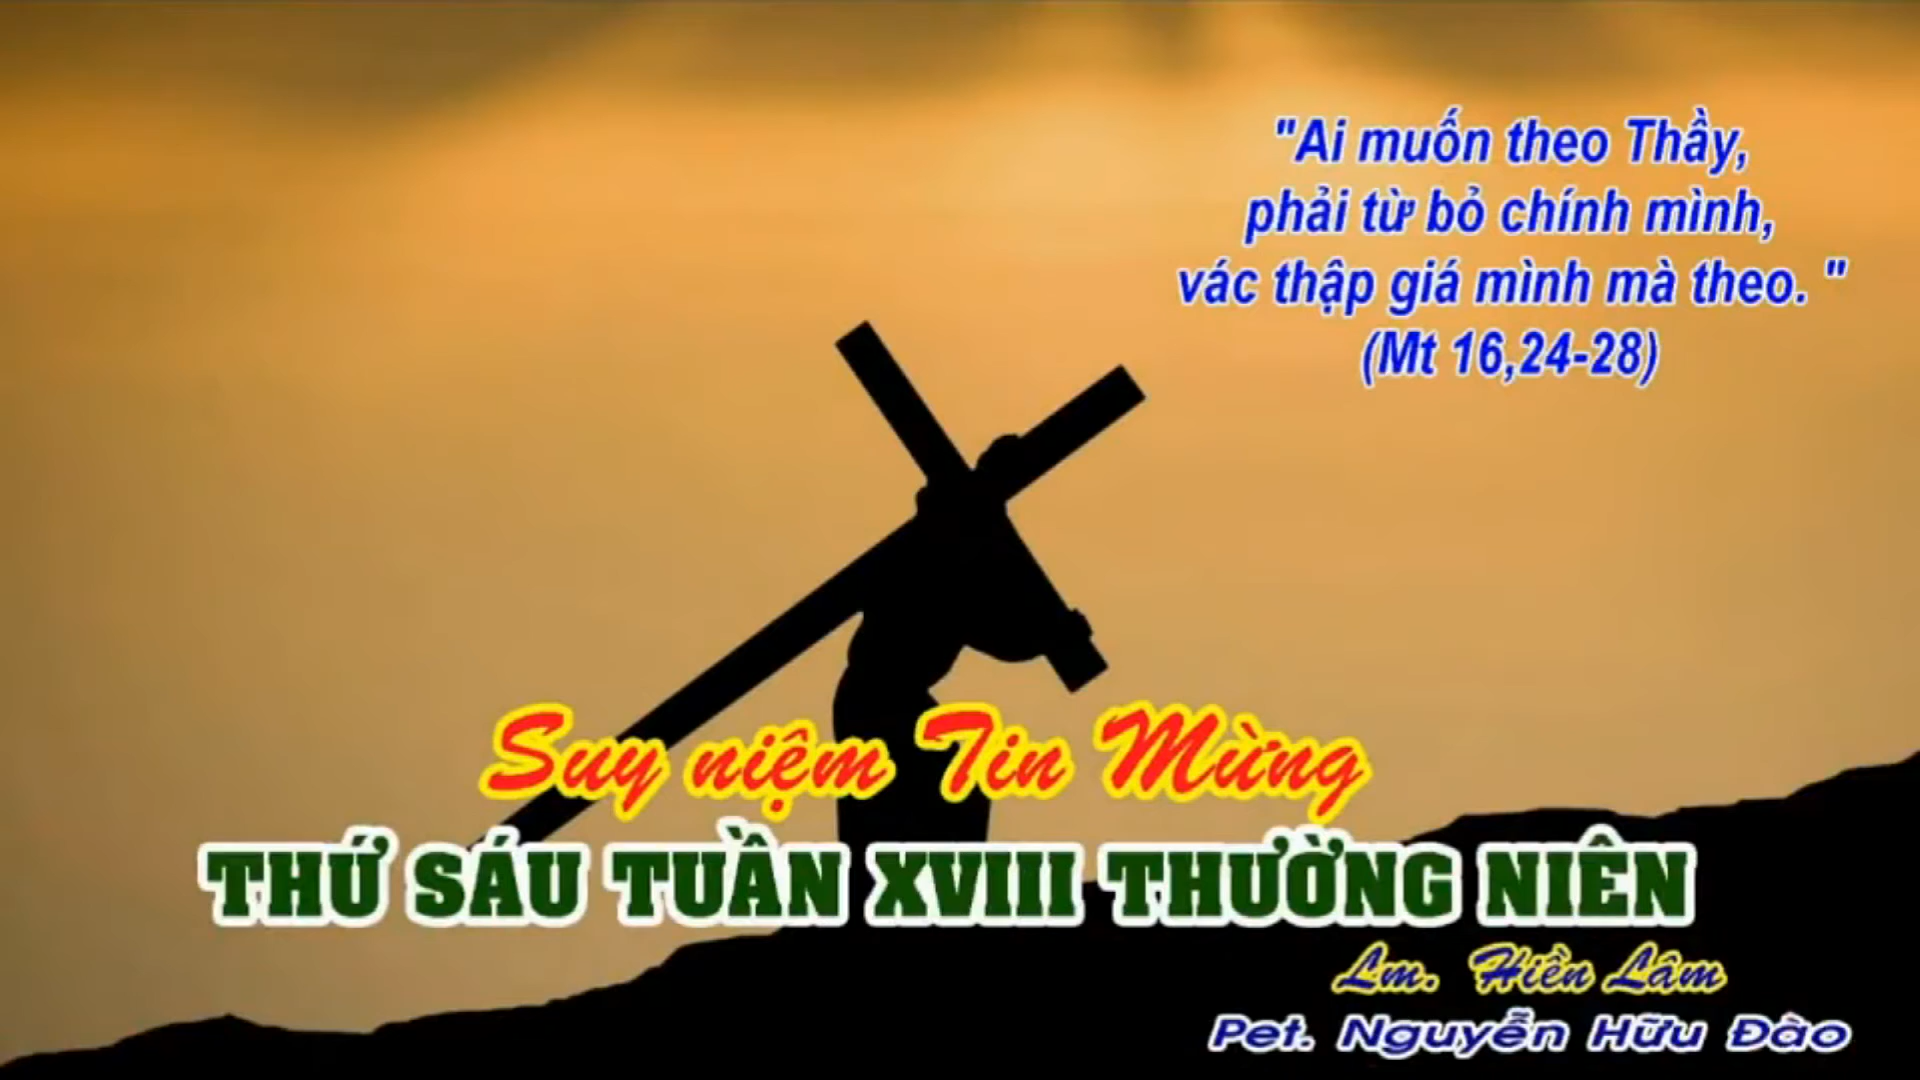 "Ai muốn theo Thầy,
phải từ bỏ chính mình,
vác thập giá mình mà theo. "
(Mt 16,24-28)
Suy niệm Tin Mừng
THỨ SÁU TUẦN XVIII THƯỜNG NIÊN
Lm. Hiền Lâm
Pet. Nguyễn Hữu Đào